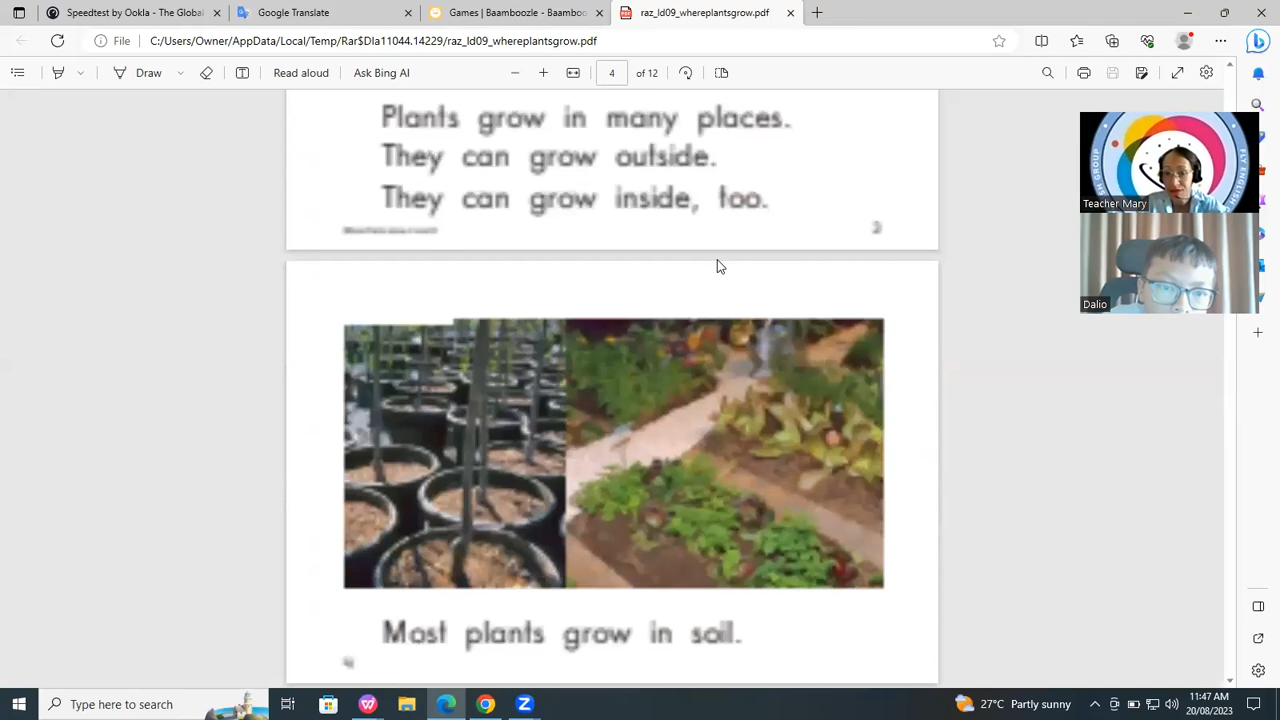 Speedtest by Ookla - The Global
Google Translate
Games | Baamboozle - Baamboo
raz_ld09_whereplantsgrow.pdf
File
C:/Users/Owner/AppData/Local/Temp/Rar$DIa11044.14229/raz_ld09_whereplantsgrow.pdf
Draw
Read aloud
Ask Bing AI
4 of 12
Plants grow in many places.
They can grow outside.
They can grow inside, too.
3
FLY ENGLISH GROUP
Teacher Mary
Dalio
Most plants grow in soil.
4
Type here to search
27°C Partly sunny
11:47 AM
20/08/2023